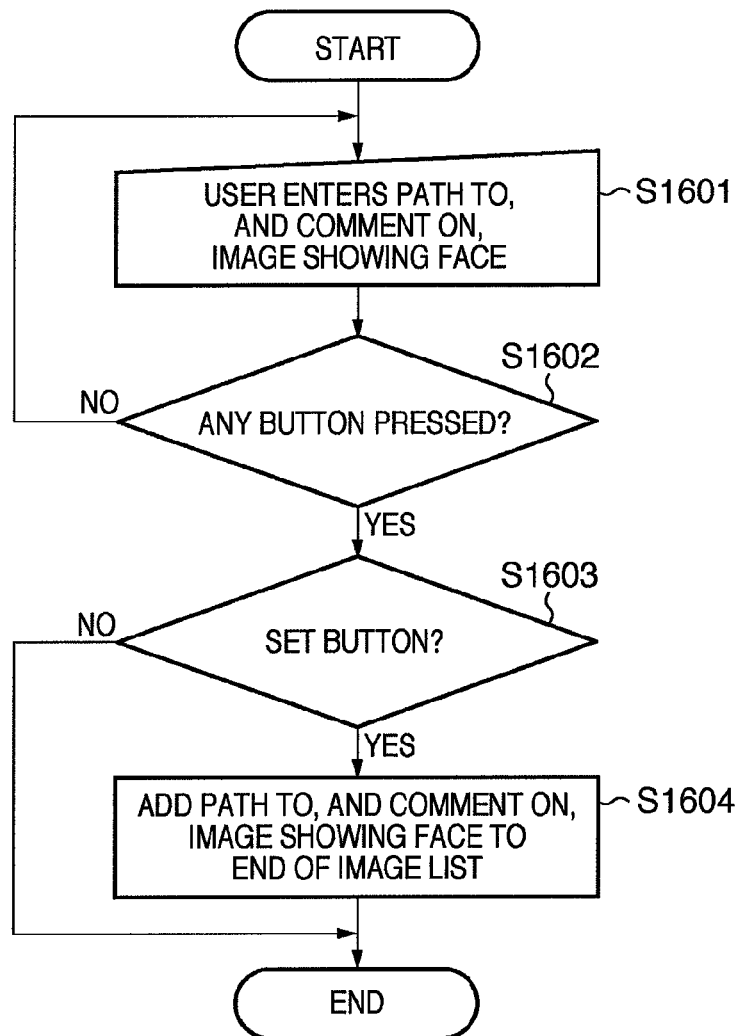 START
USER ENTERS PATH TO,
AND COMMENT ON,
IMAGE SHOWING FACE
S1601
S1602
NO
ANY BUTTON PRESSED?
YES
S1603
NO
SET BUTTON?
YES
ADD PATH TO, AND COMMENT ON,
IMAGE SHOWING FACE TO
END OF IMAGE LIST
S1604
END